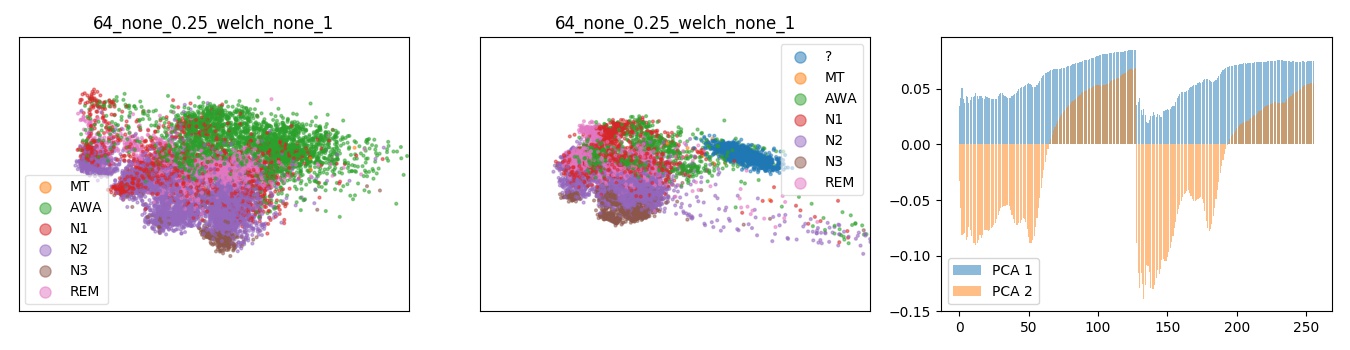 64_none_0.25_welch_none_1
MT
AWA
N1
N2
N3
REM
64_none_0.25_welch_none_1
?
MT
AWA
N1
N2
N3
REM
0.05
0.00
−0.05
−0.10
−0.15
PCA 1
PCA 2
0 50 100 150 200 250